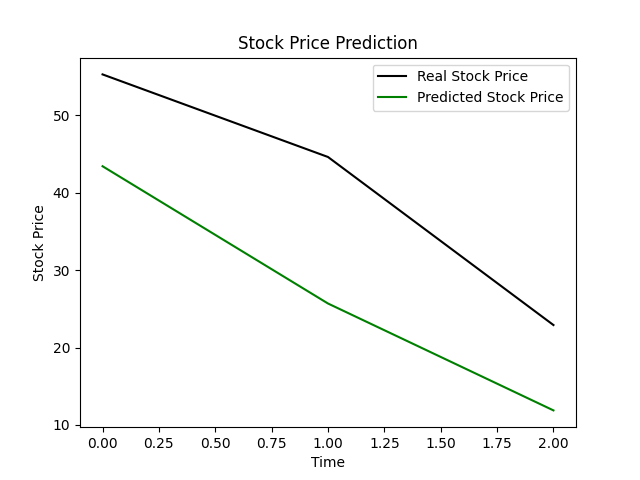 Stock Price Prediction
Real Stock Price
Predicted Stock Price
Stock Price
50
40
30
20
10
0.00 0.25 0.50 0.75 1.00 1.25 1.50 1.75 2.00
Time